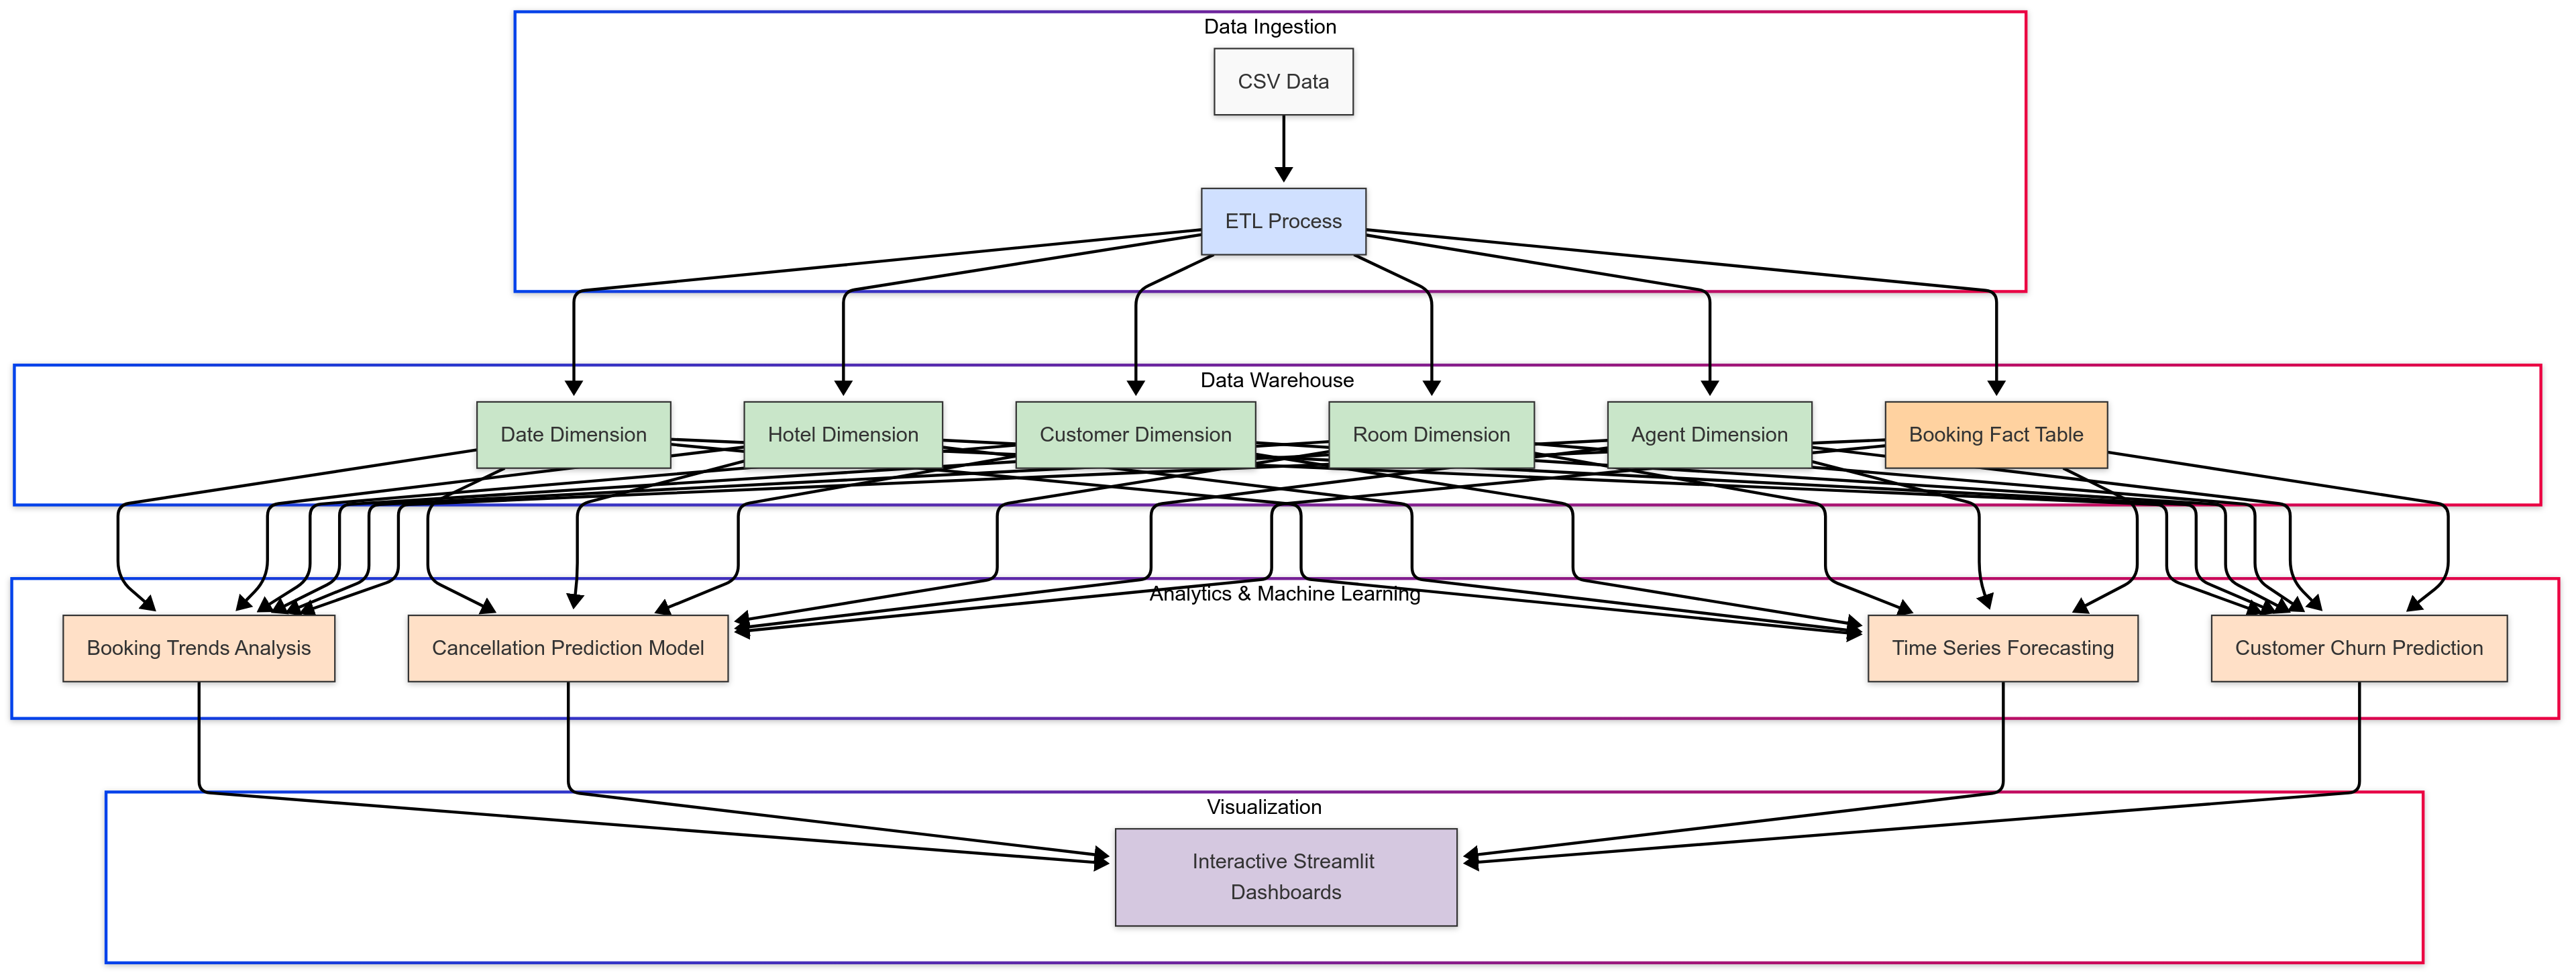 Data Ingestion
CSV Data
ETL Process
Data Warehouse
Date Dimension
Hotel Dimension
Customer Dimension
Room Dimension
Agent Dimension
Booking Fact Table
Analytics & Machine Learning
Booking Trends Analysis
Cancellation Prediction Model
Time Series Forecasting
Customer Churn Prediction
Visualization
Interactive Streamlit
Dashboards